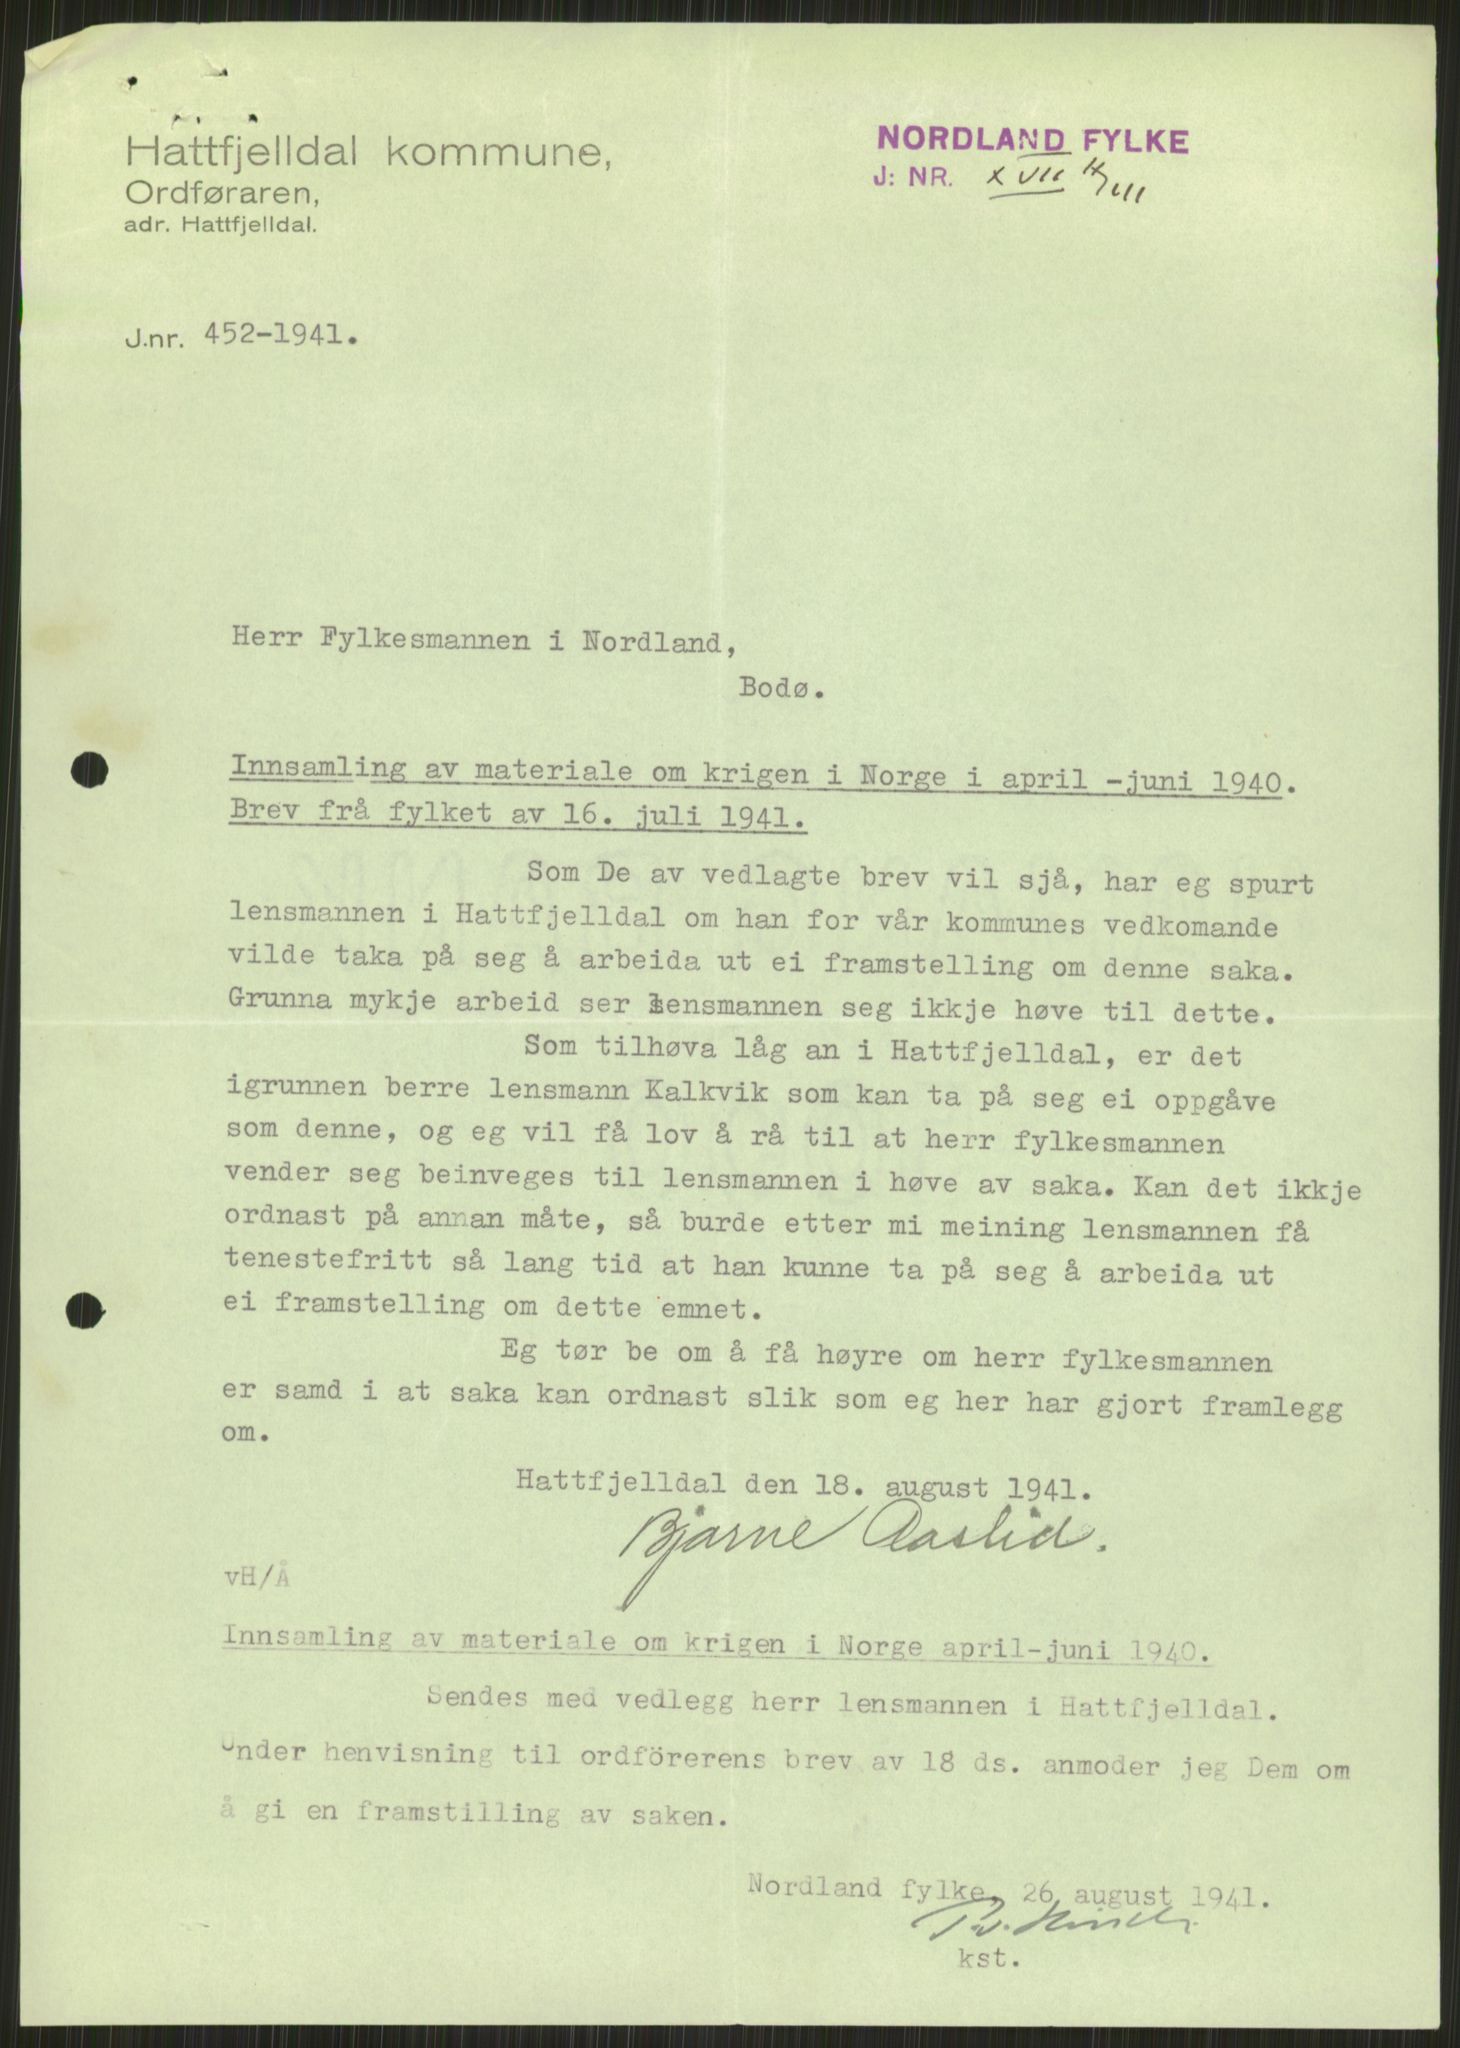 Hattfjelldal kommune,
Ordføraren,
adr. Hattfjelldal.
NORDLAND FYLKE
J: NR. XVII
J.nr. 452-1941.
Herr Fylkesmannen i Nordland,
Bodø.
Innsamling av materiale om krigen i Norge i april -juni 1940.
Brev frå fylket av 16. juli 1941.
Som De av vedlagte brev vil sjå, har eg spurt
lensmannen i Hattfjelldal om han for vår kommunes vedkomande
vilde taka på seg å arbeida ut ei framstelling om denne saka.
Grunna mykje arbeid ser lensmannen seg ikkje høve til dette.
Som tilhøva låg an i Hattfjelldal, er det
igrunnen berre lensmann Kalkvik som kan ta på seg ei oppgåve
som denne, og eg vil få lov å rå til at herr fylkesmannen
vender seg beinveges til lensmannen i høve av saka. Kan det ikkje
ordnast på annan måte, så burde etter mi meining lensmannen få
tenestefritt så lang tid at han kunne ta på seg å arbeida ut
ei framstelling om dette emnet.
Eg tør be om å få høyre om herr fylkesmannen
er samd i at saka kan ordnast slik som eg her har gjort framlegg
om.
Hattfjelldal den 18. august 1941.
Bjarne Aaslid.
vH/Å
Innsamling av materiale om krigen i Norge april-juni 1940.
Sendes med vedlegg herr lensmannen i Hattfjelldal.
Under henvisning til ordförerens brev av 18 ds. anmoder jeg Dem om
å gi en framstilling av saken.
Nordland fylke, 26 august 1941.
kst.